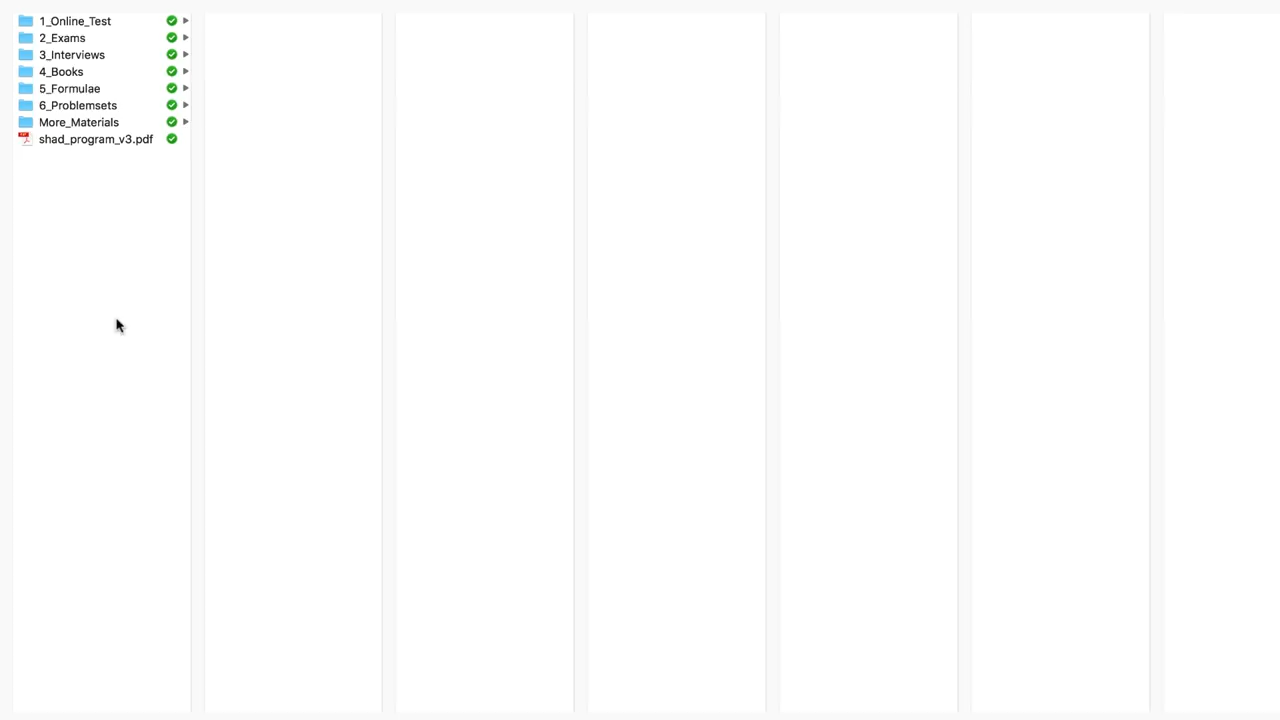 1_Online_Test
2_Exams
3_Interviews
4_Books
5_Formulae
6_Problemsets
More_Materials
shad_program_v3.pdf